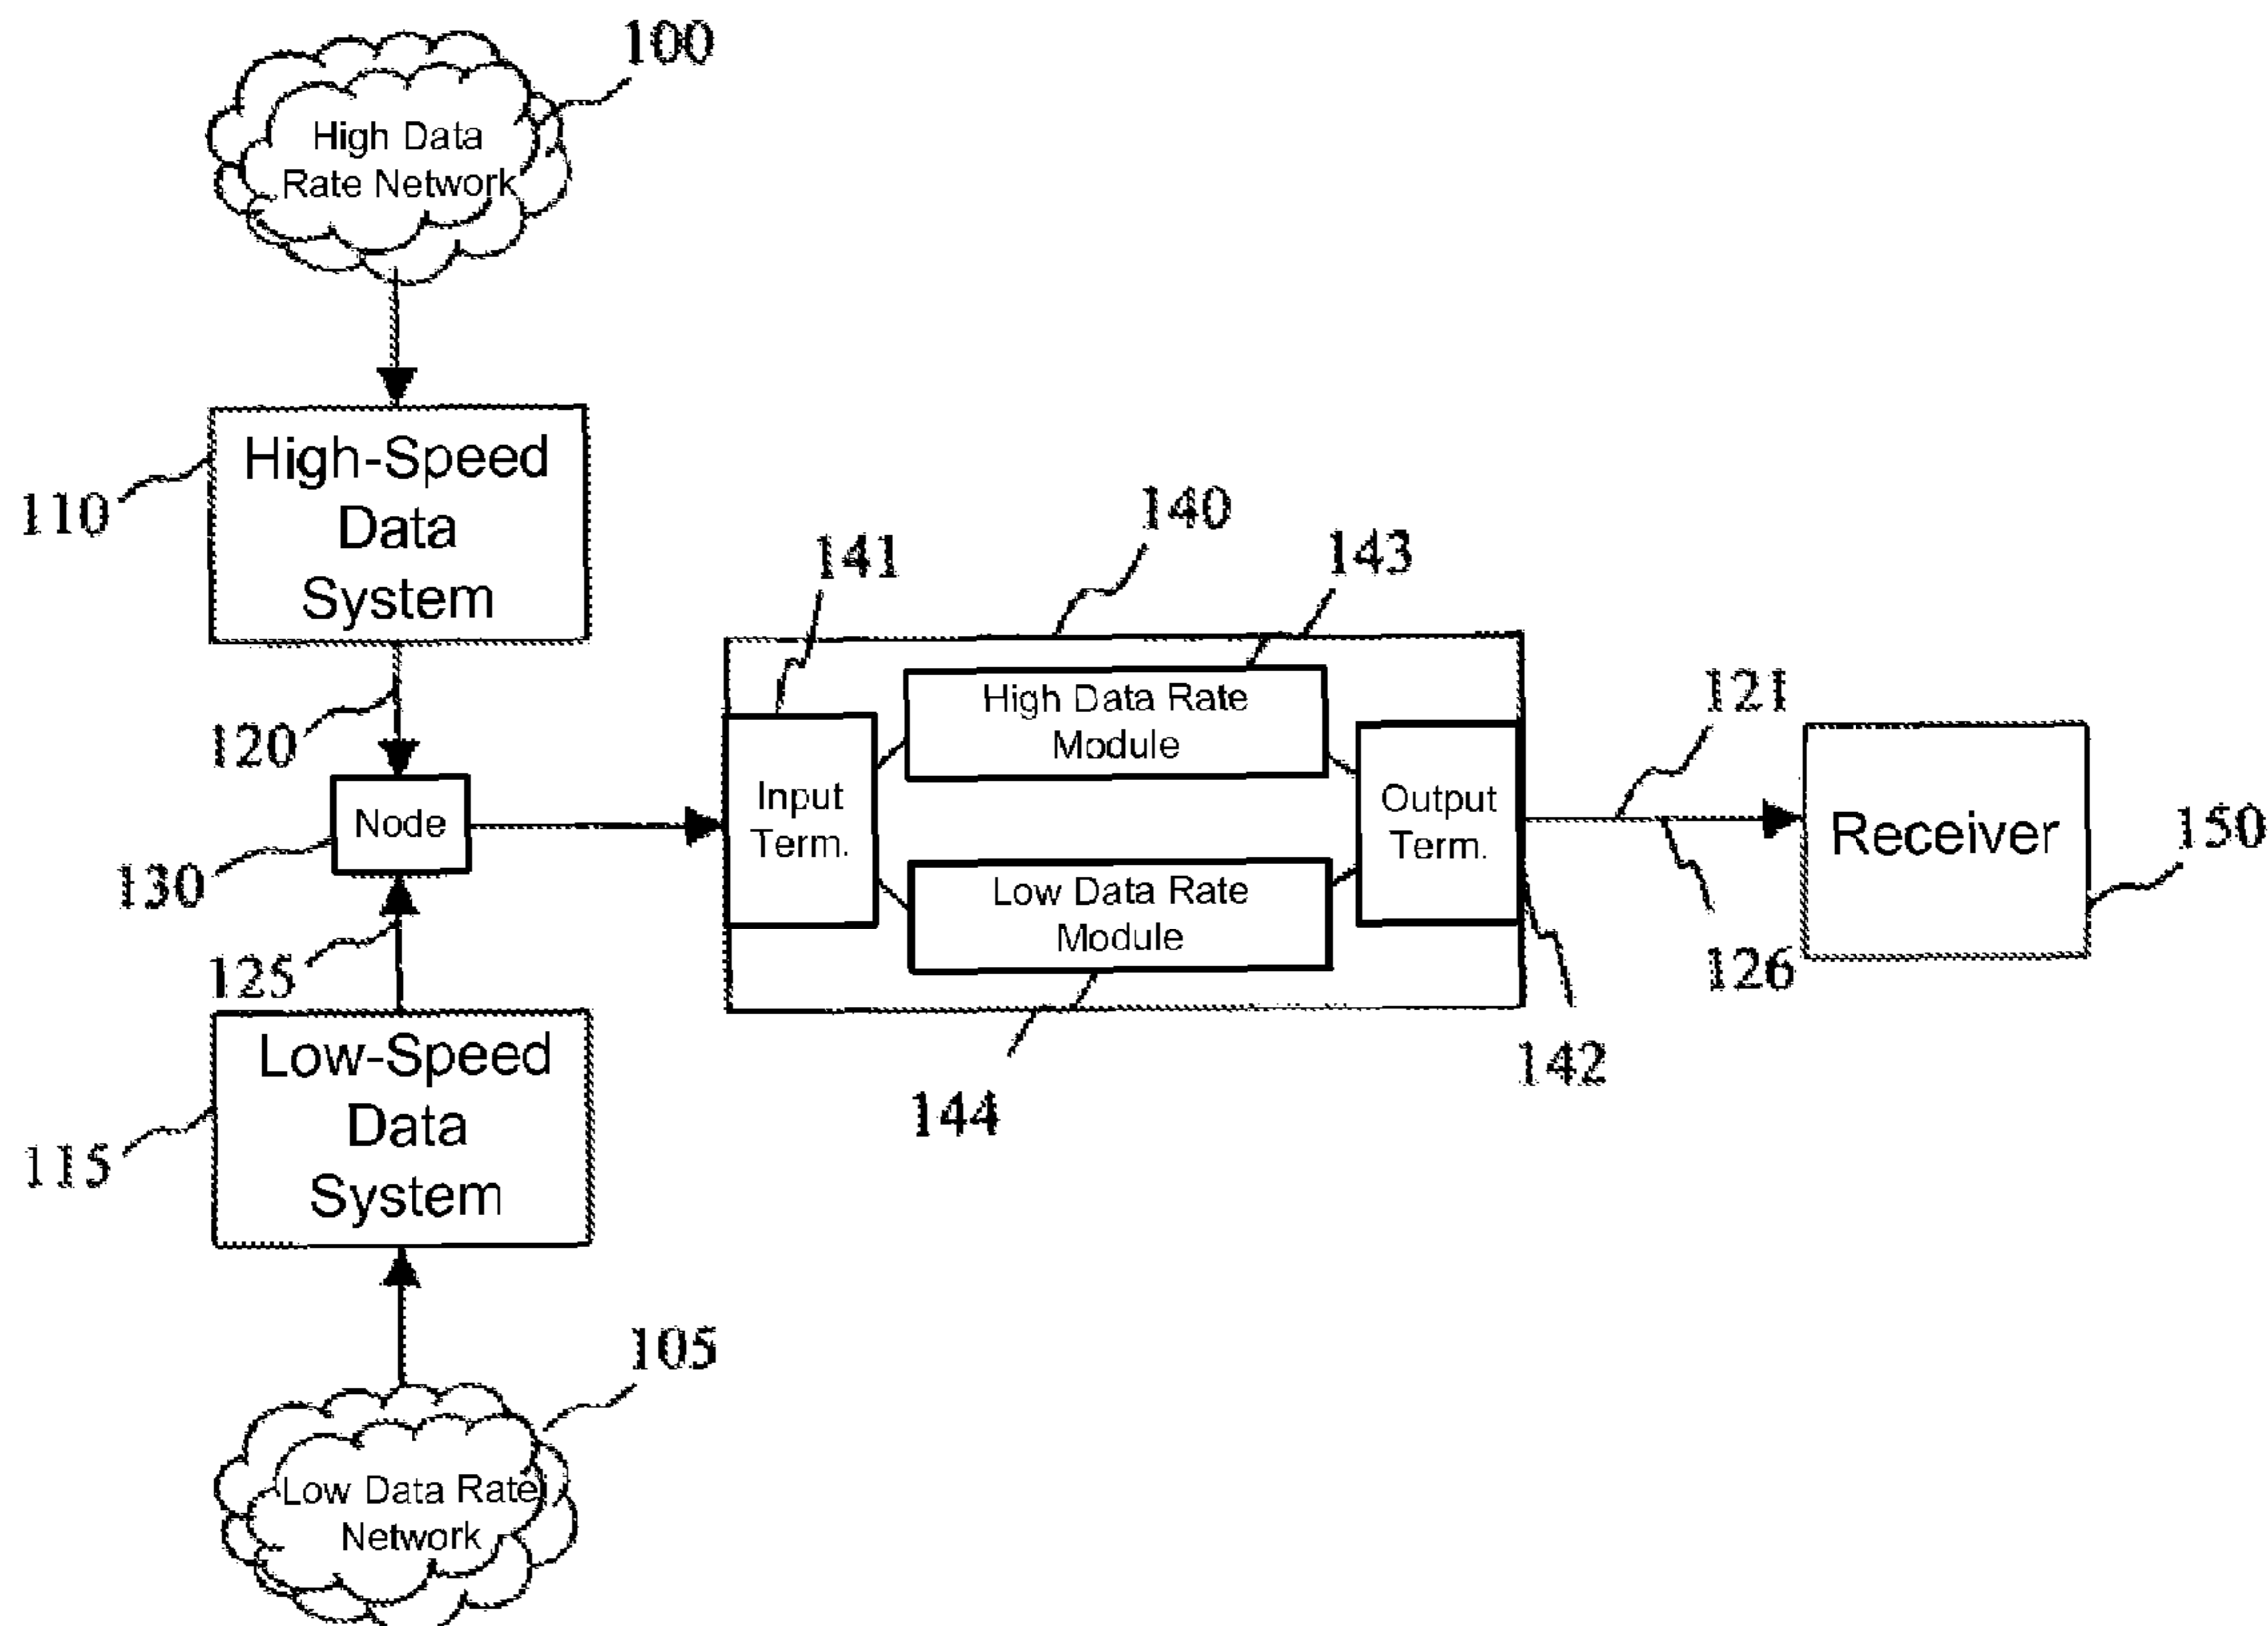 100
High Data
Rate Network
High-Speed
Data
System
110
120
Node
130
125
Low-Speed
Data
System
115
105
Low Data Rate
Network
140
141
143
High Data Rate
Module
Input
Term.
Output
Term.
Low Data Rate
Module
144
142
121
126
Receiver
150